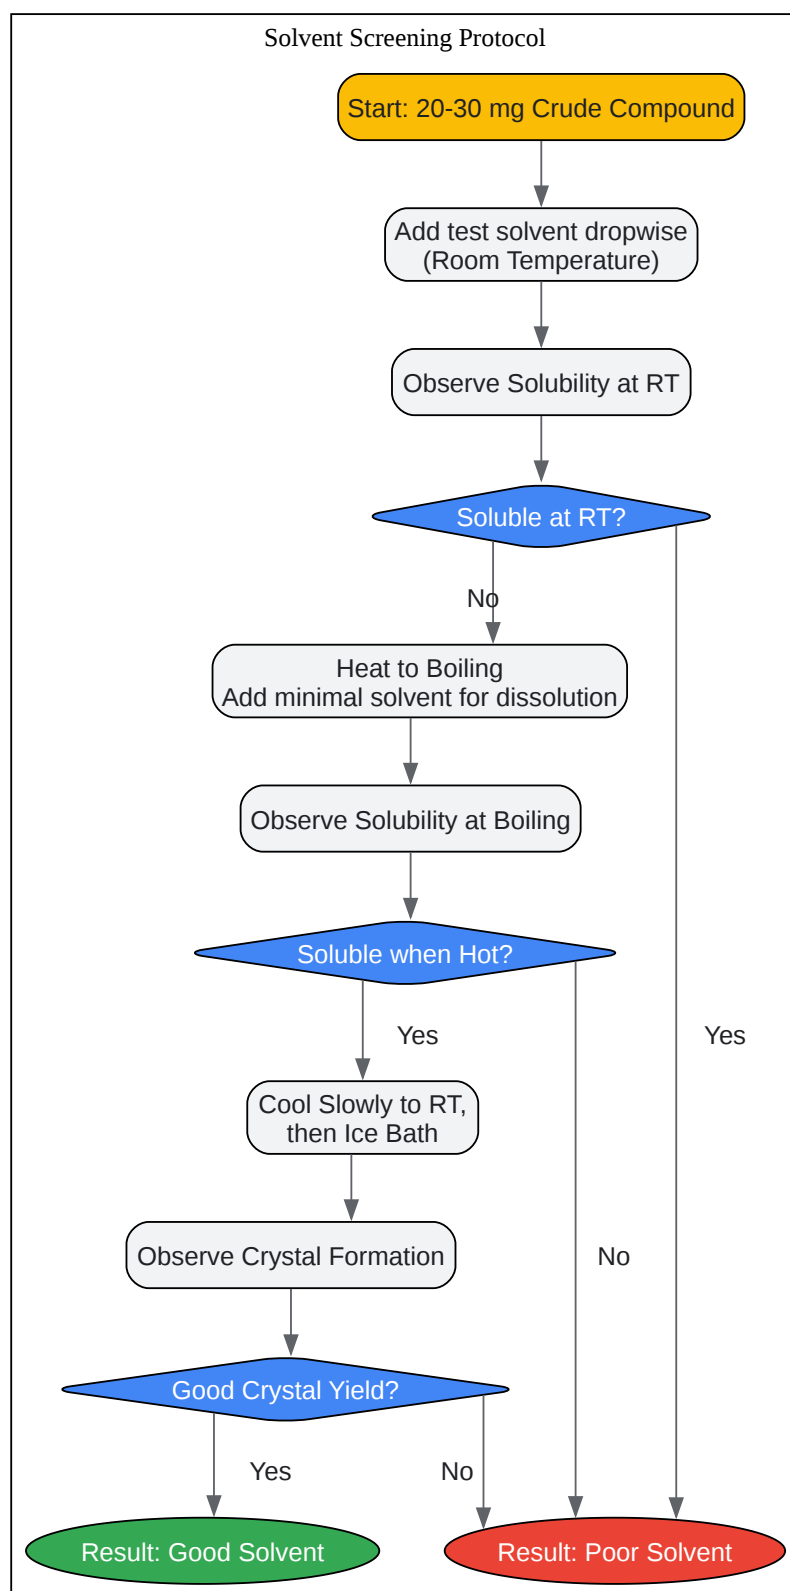 Solvent Screening Protocol
Start: 20-30 mg Crude Compound
Add test solvent dropwise
(Room Temperature)
Observe Solubility at RT
Soluble at RT?
No
Heat to Boiling
Add minimal solvent for dissolution
Observe Solubility at Boiling
Soluble when Hot?
Yes
Yes
Cool Slowly to RT,
then Ice Bath
Observe Crystal Formation
No
Good Crystal Yield?
Yes
No
Result: Good Solvent
Result: Poor Solvent